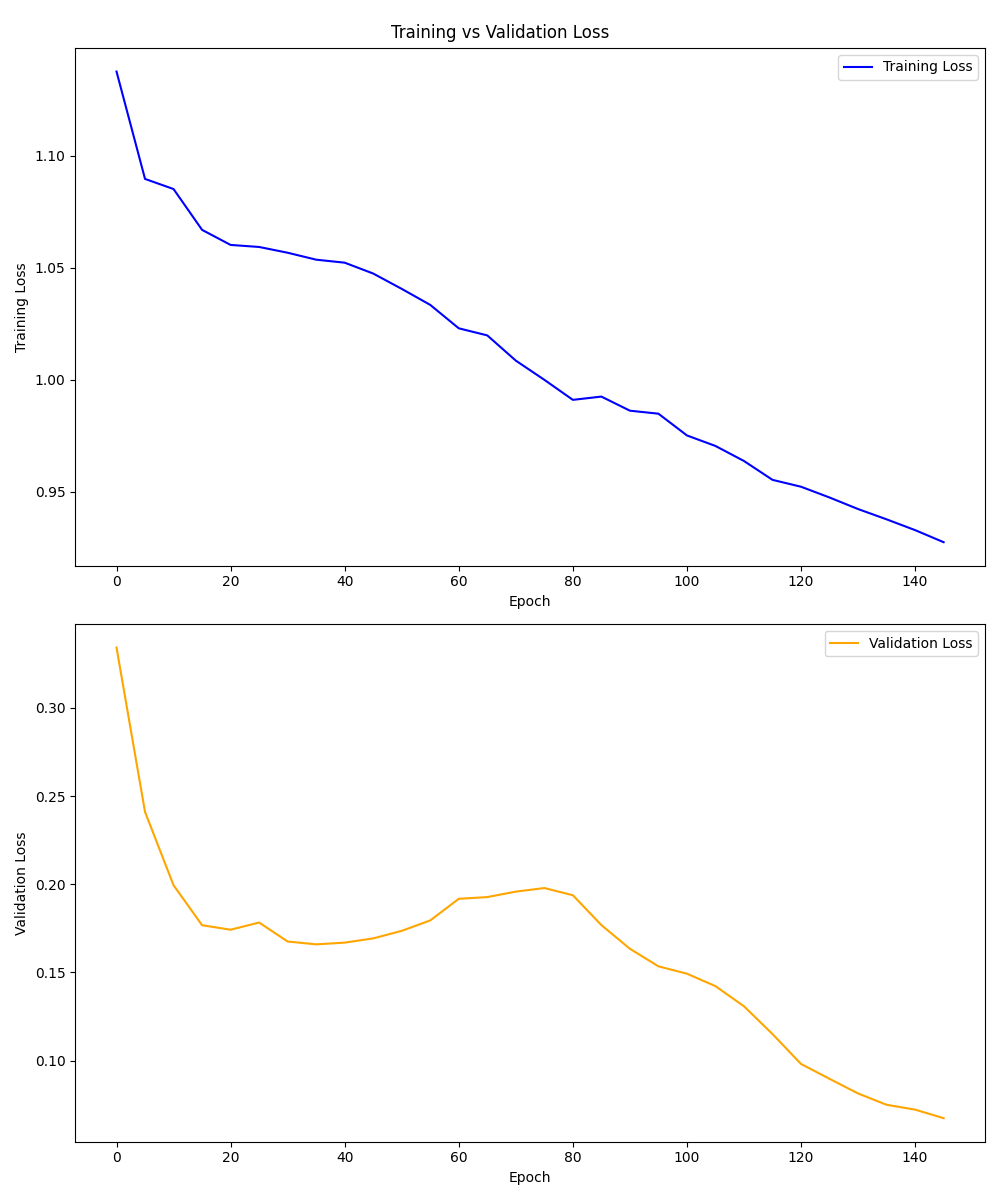 Training vs Validation Loss
Training Loss
1.10
1.05
1.00
0.95
Training Loss
0 20 40 60 80 100 120 140
Epoch
Validation Loss
0.30
0.25
0.20
0.15
0.10
Validation Loss
0 20 40 60 80 100 120 140
Epoch